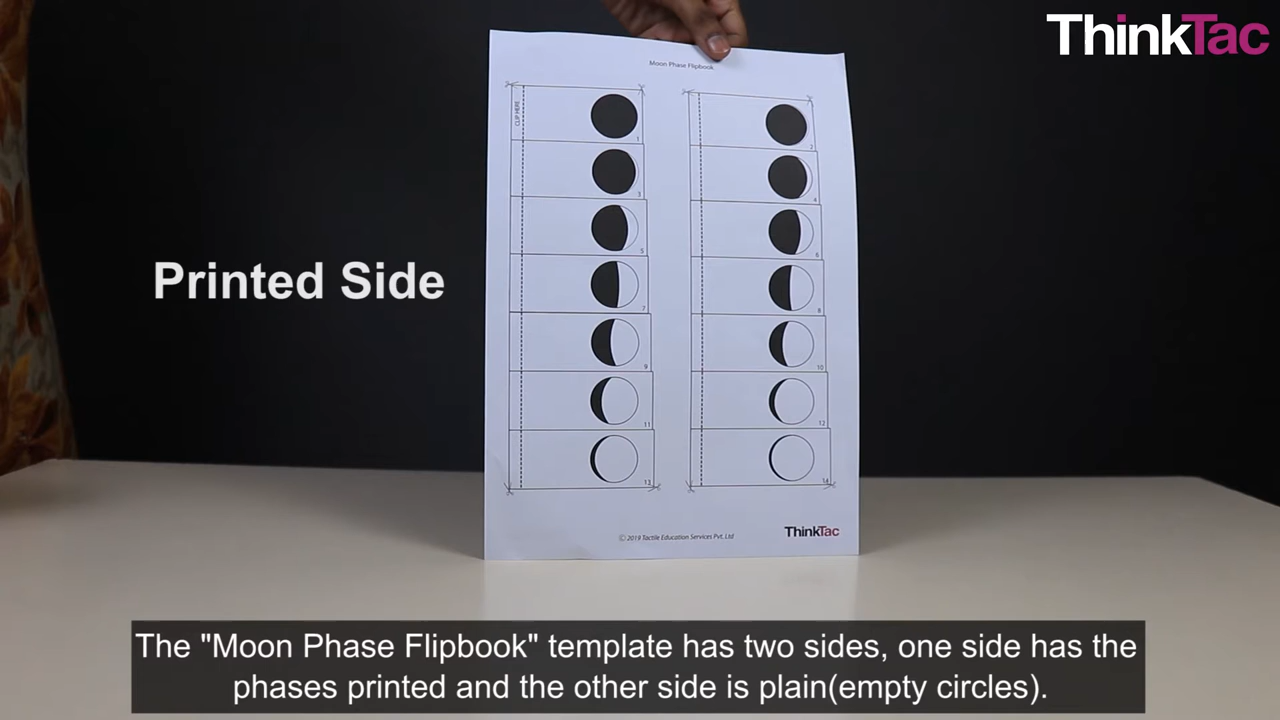 ThinkTac
Moon Phase Flipbook
CLIP HERE
1
2
3
4
5
6
7
8
9
10
11
12
13
14
Printed Side
© 2019 Tactile Education Services Pvt. Ltd
ThinkTac
The "Moon Phase Flipbook" template has two sides, one side has the
phases printed and the other side is plain(empty circles).